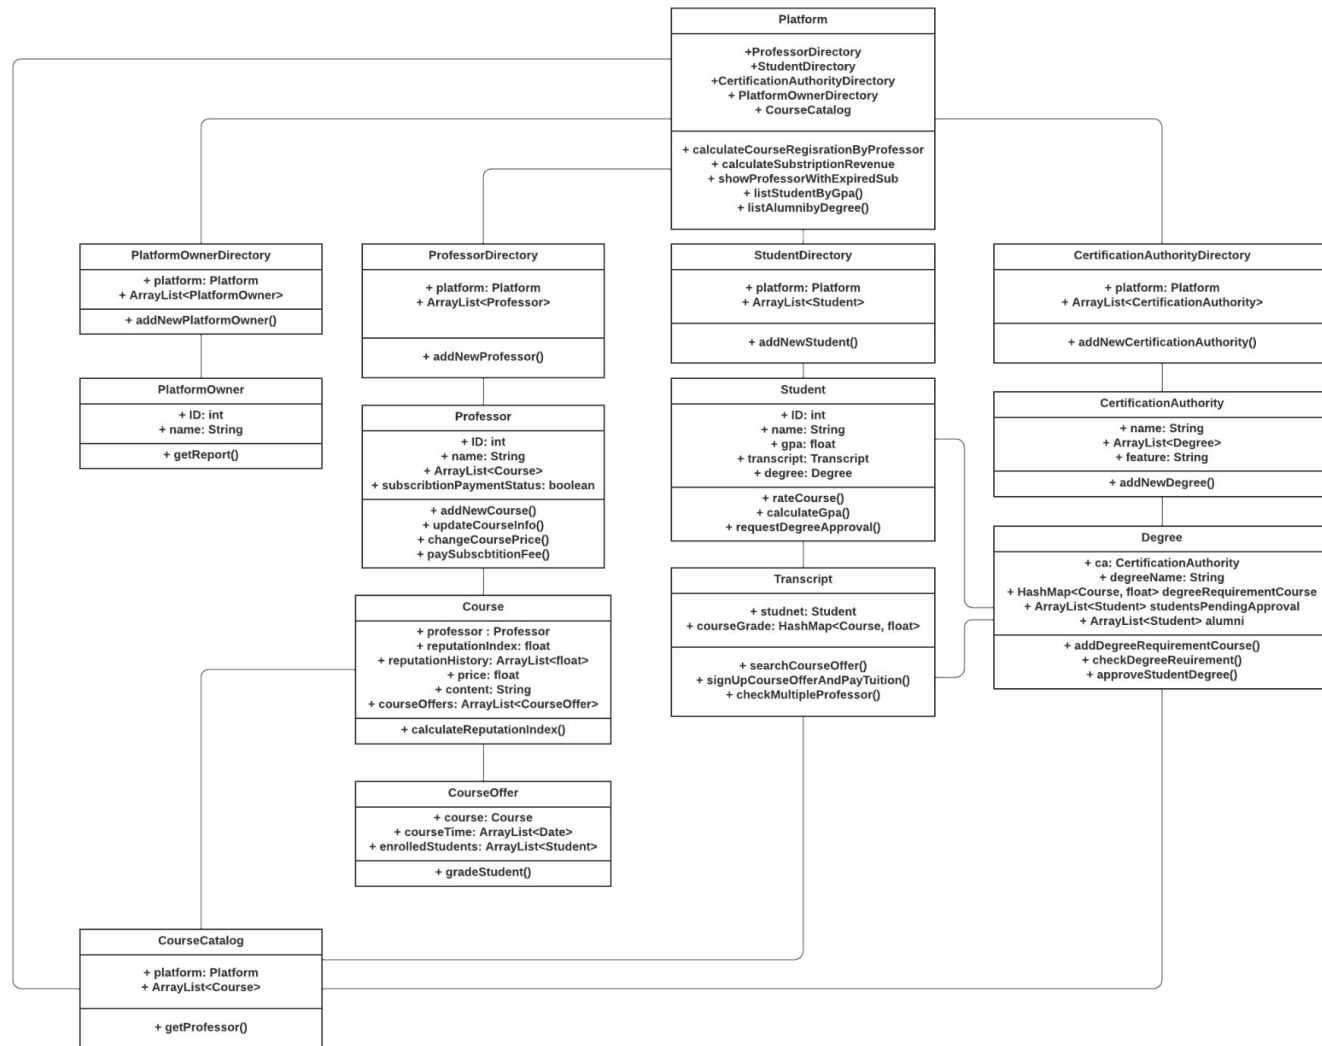 Platform
+ProfessorDirectory
+StudentDirectory
+CertificationAuthorityDirectory
+ PlatformOwnerDirectory
+ CourseCatalog
+ calculateCourseRegisrationByProfessor
+ calculateSubstriptionRevenue
+ showProfessorWithExpiredSub
+ listStudentByGpa()
+ listAlumnibyDegree()
PlatformOwnerDirectory
+ platform: Platform
+ ArrayList<PlatformOwner>
+ addNewPlatformOwner()
ProfessorDirectory
+ platform: Platform
+ ArrayList<Professor>
+ addNewProfessor()
StudentDirectory
+ platform: Platform
+ ArrayList<Student>
+ addNewStudent()
CertificationAuthorityDirectory
+ platform: Platform
+ ArrayList<CertificationAuthority>
+ addNewCertificationAuthority()
PlatformOwner
+ ID: int
+ name: String
+ getReport()
Professor
+ ID: int
+ name: String
+ ArrayList<Course>
+ subscribtionPaymentStatus: boolean
+ addNewCourse()
+ updateCourseInfo()
+ changeCoursePrice()
+ paySubscbtitionFee()
Student
+ ID: int
+ name: String
+ gpa: float
+ transcript: Transcript
+ degree: Degree
+ rateCourse()
+ calculateGpa()
+ requestDegreeApproval()
CertificationAuthority
+ name: String
+ ArrayList<Degree>
+ feature: String
+ addNewDegree()
Degree
+ ca: CertificationAuthority
+ degreeName: String
+ HashMap<Course, float> degreeRequirementCourse
+ ArrayList<Student> studentsPendingApproval
+ ArrayList<Student> alumni
+ addDegreeRequirementCourse()
+ checkDegreeReuirement()
+ approveStudentDegree()
Transcript
+ studnet: Student
+ courseGrade: HashMap<Course, float>
+ searchCourseOffer()
+ signUpCourseOfferAndPayTuition()
+ checkMultipleProfessor()
Course
+ professor : Professor
+ reputationIndex: float
+ reputationHistory: ArrayList<float>
+ price: float
+ content: String
+ courseOffers: ArrayList<CourseOffer>
+ calculateReputationIndex()
CourseOffer
+ course: Course
+ courseTime: ArrayList<Date>
+ enrolledStudents: ArrayList<Student>
+ gradeStudent()
CourseCatalog
+ platform: Platform
+ ArrayList<Course>
+ getProfessor()